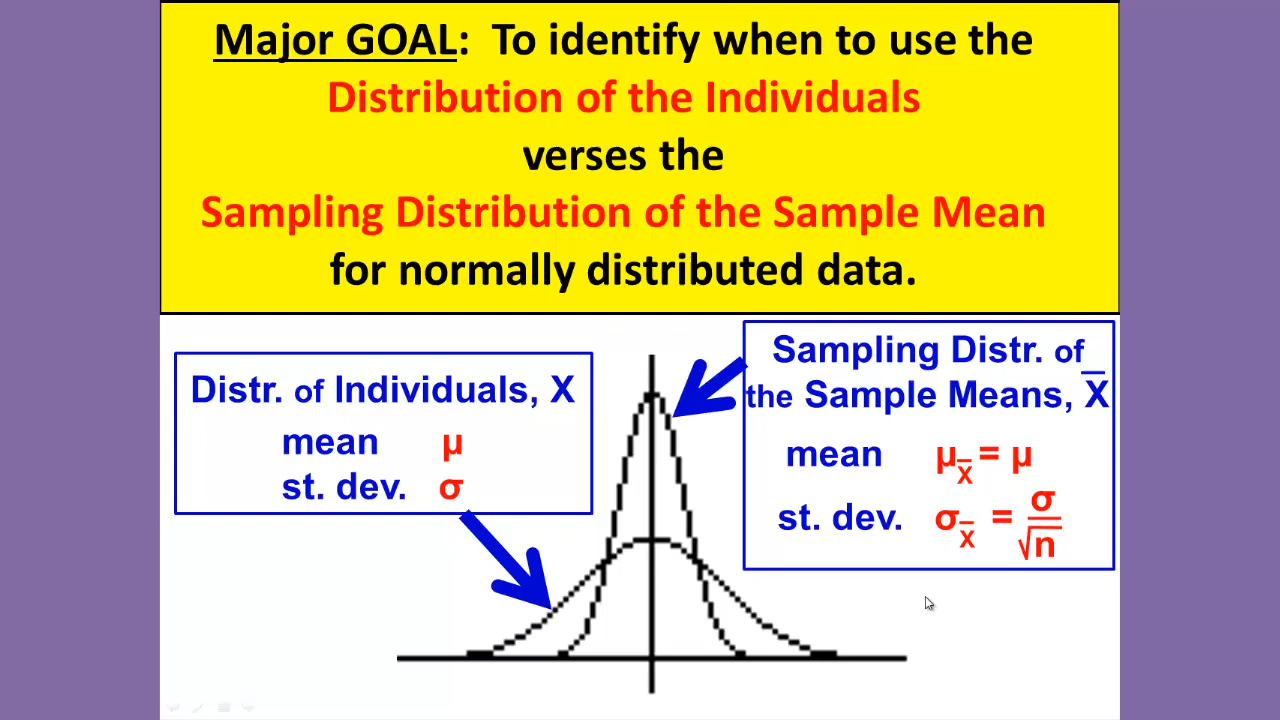 Major GOAL: To identify when to use the
Distribution of the Individuals
verses the
Sampling Distribution of the Sample Mean
for normally distributed data.
Distr. of Individuals, X
mean μ
st. dev. σ
Sampling Distr. of
the Sample Means, X̅
mean μ_X̅ = μ
st. dev. σ_X̅ = σ/√n